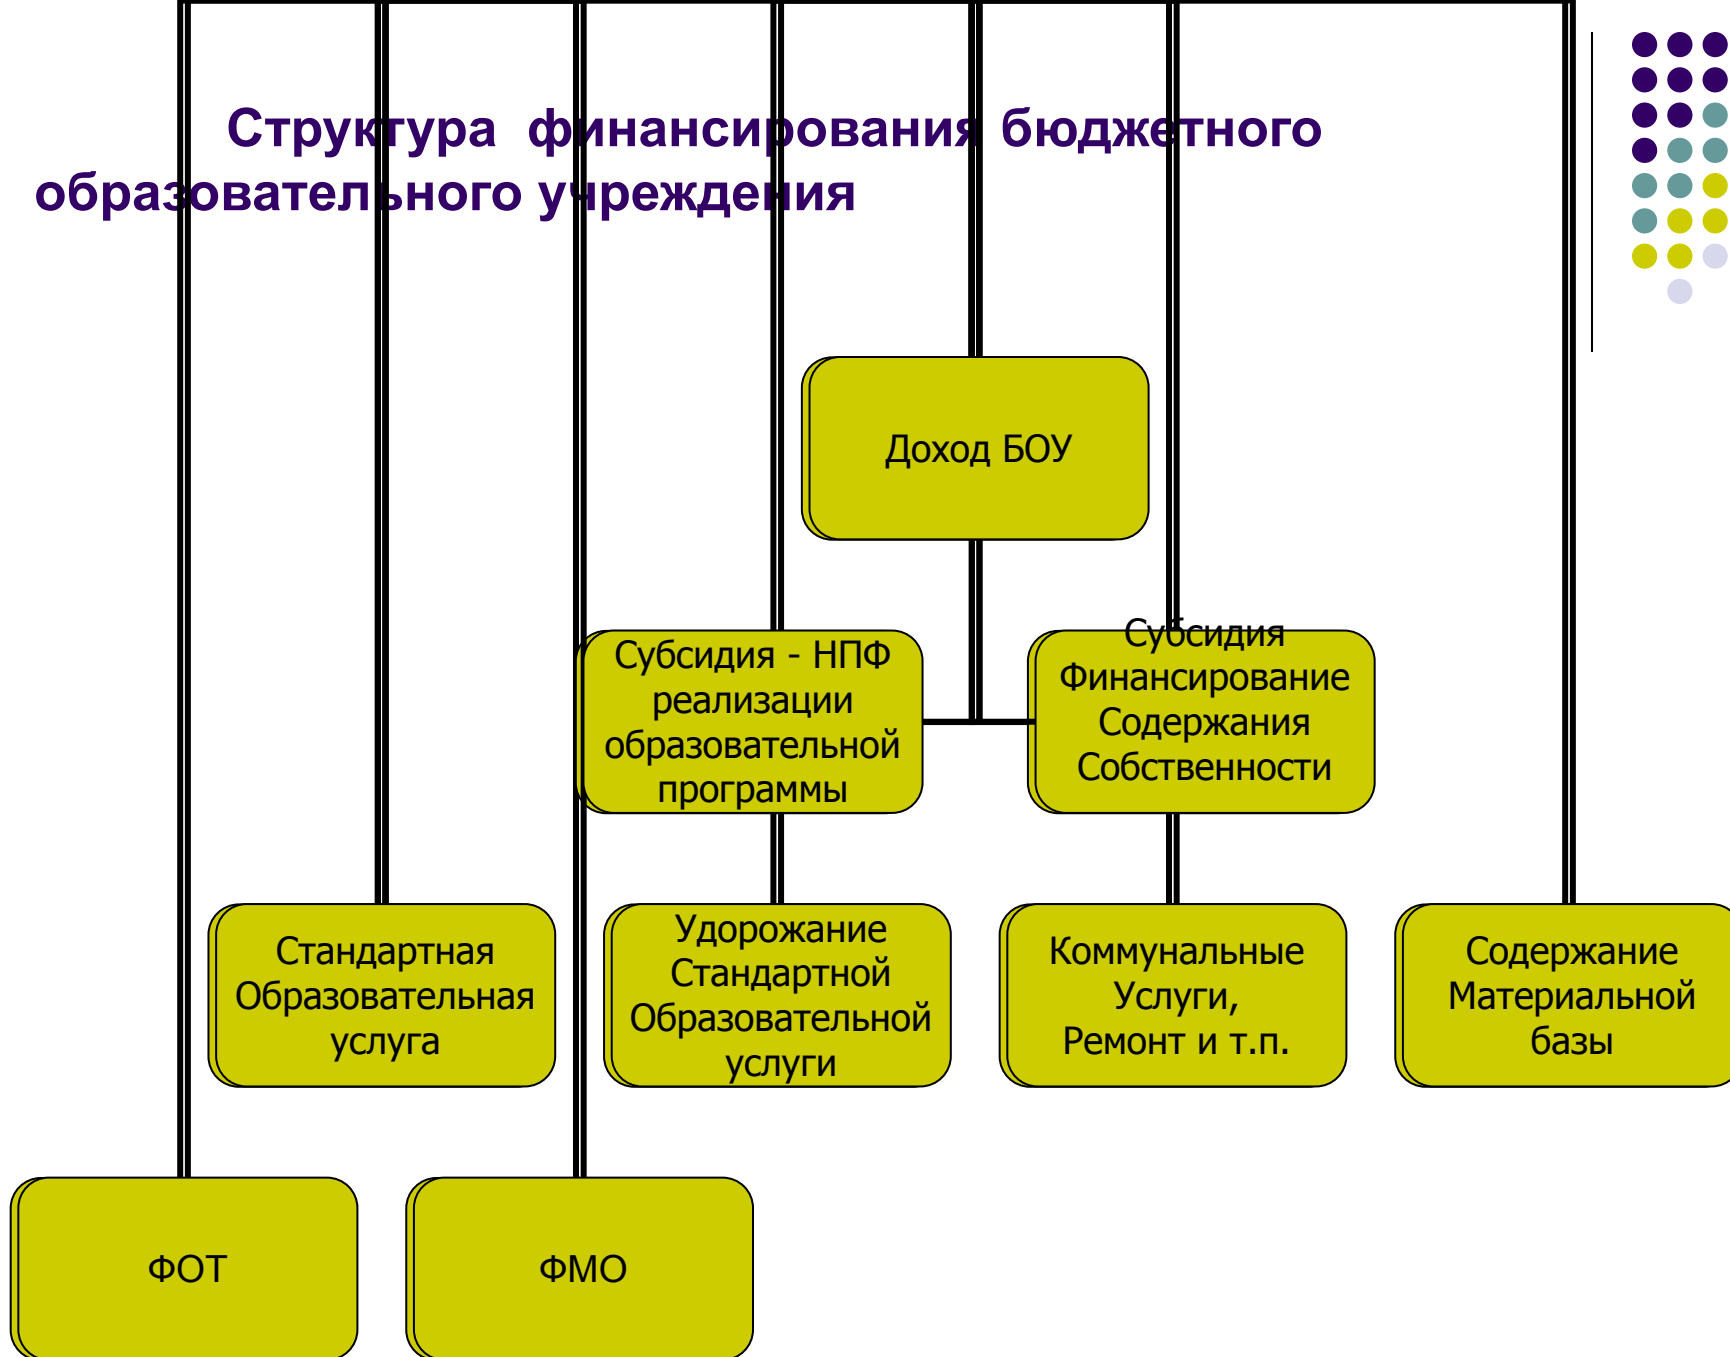 Структура финансирования бюджетного
образовательного учреждения
Доход БОУ
Субсидия - НПФ
реализации
образовательной
программы
Субсидия
Финансирование
Содержания
Собственности
Стандартная
Образовательная
услуга
Удорожание
Стандартной
Образовательной
услуги
Коммунальные
Услуги,
Ремонт и т.п.
Содержание
Материальной
базы
ФОТ
ФМО